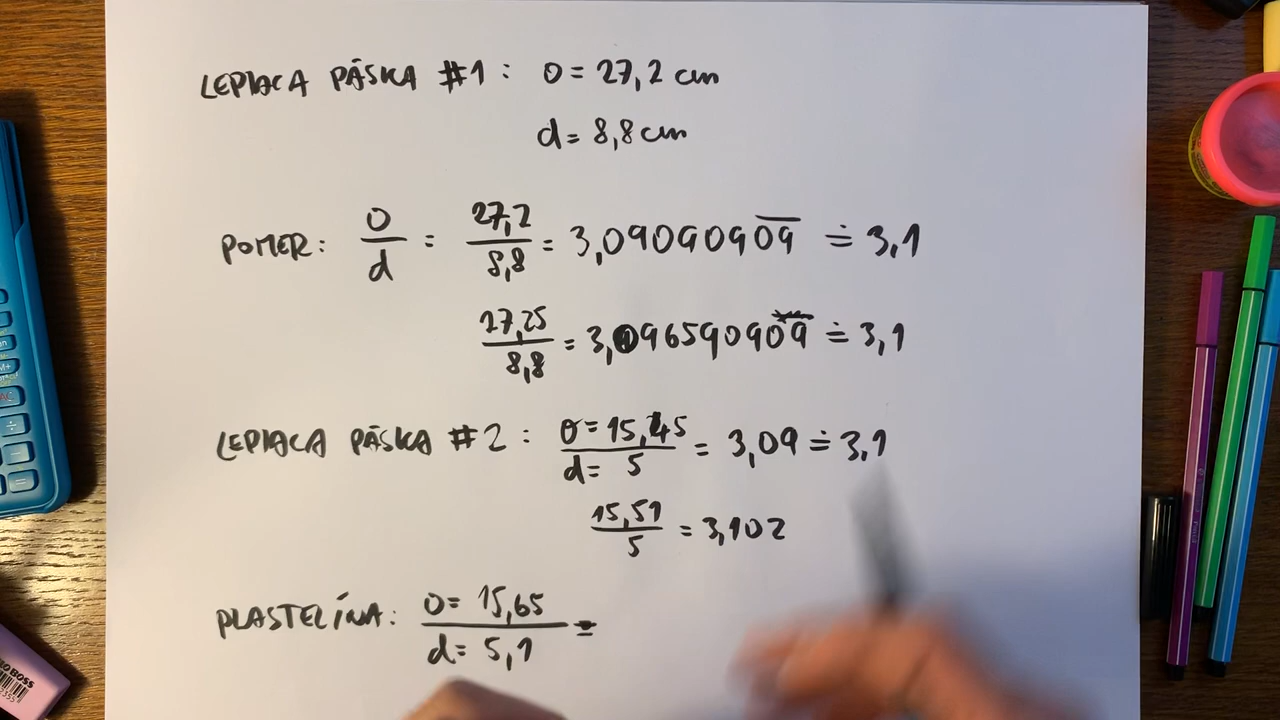 LEPIACA PÁSKA #1 : O = 27,2 cm
d = 8,8 cm
POMER: O/d = 27,2/8,8 = 3,0909090909 ≐ 3,1
27,25/8,8 = 3,096590909 ≐ 3,1
LEPIACA PÁSKA #2 : O = 15,45/d = 5 = 3,09 ≐ 3,1
15,51/5 = 3,102
PLASTELÍNA: O = 15,65/d = 5,1 =
BOSS